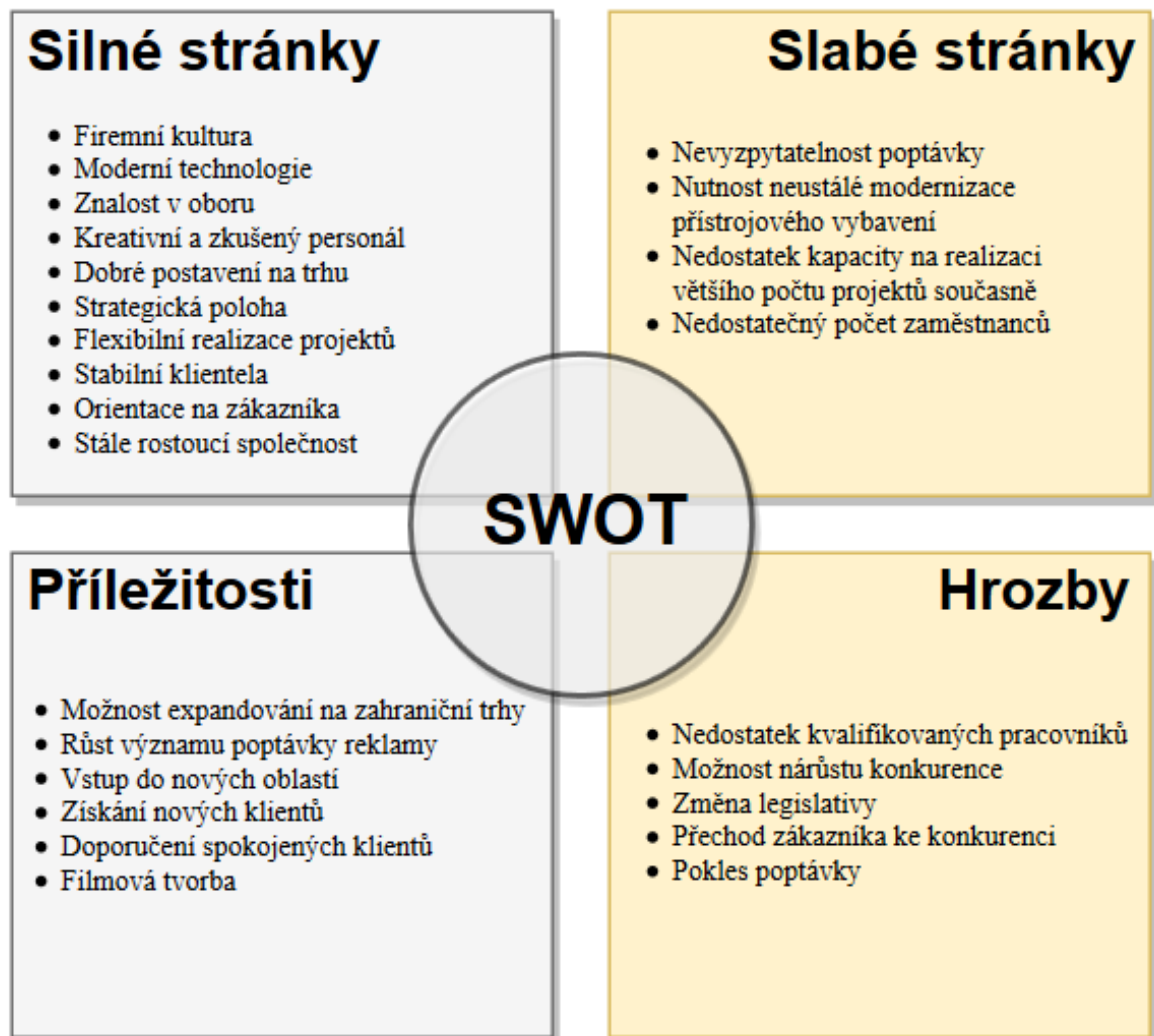 Silné stránky
Firemní kultura
Moderní technologie
Znalost v oboru
Kreativní a zkušený personál
Dobré postavení na trhu
Strategická poloha
Flexibilní realizace projektů
Stabilní klientela
Orientace na zákazníka
Stále rostoucí společnost
Slabé stránky
Nevyzpytatelnost poptávky
Nutnost neustálé modernizace
přístrojového vybavení
Nedostatek kapacity na realizaci
většího počtu projektů současně
Nedostatečný počet zaměstnanců
SWOT
Příležitosti
Možnost expandování na zahraniční trhy
Růst významu poptávky reklamy
Vstup do nových oblastí
Získání nových klientů
Doporučení spokojených klientů
Filmová tvorba
Hrozby
Nedostatek kvalifikovaných pracovníků
Možnost nárůstu konkurence
Změna legislativy
Přechod zákazníka ke konkurenci
Pokles poptávky